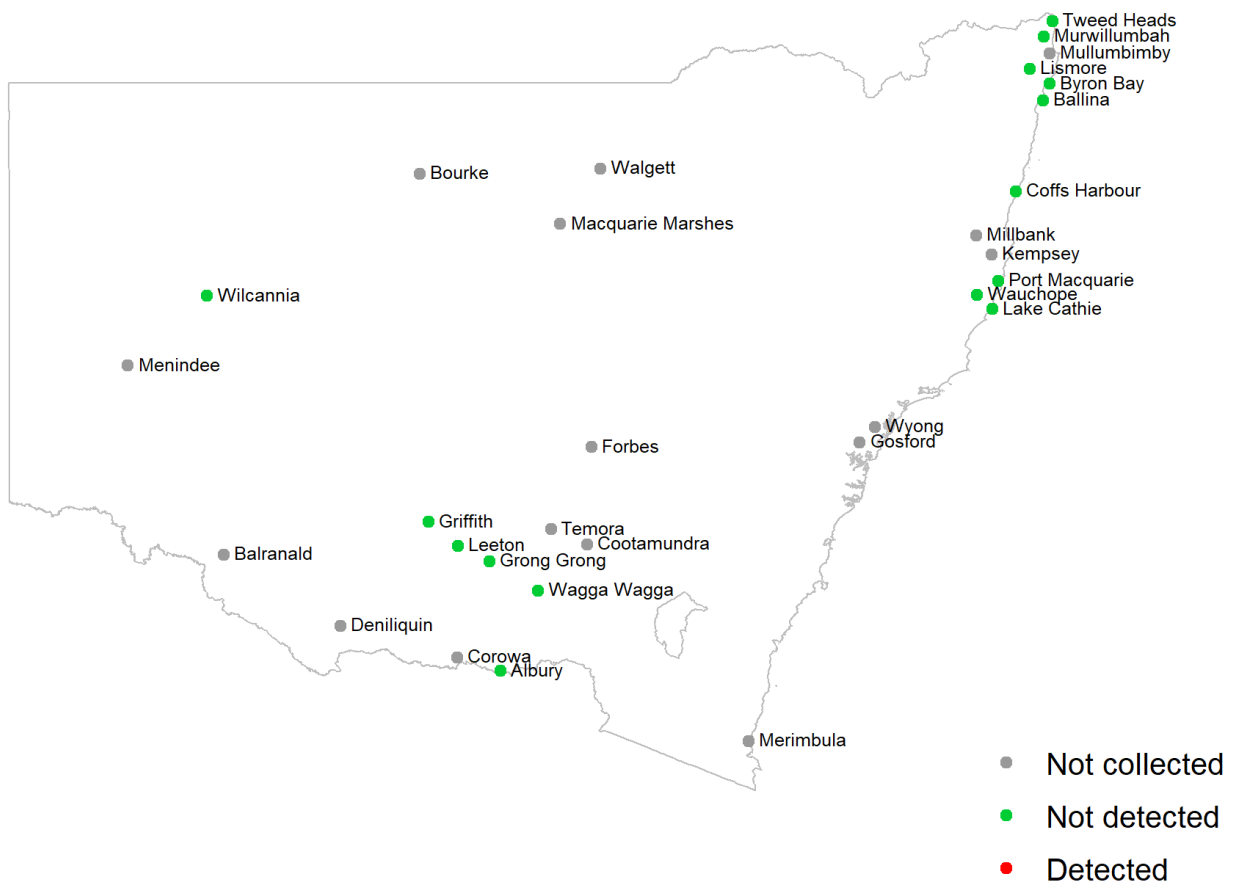 Tweed Heads
Murwillumbah
Mullumbimby
Lismore
Byron Bay
Ballina
Bourke
Walgett
Coffs Harbour
Macquarie Marshes
Millbank
Kempsey
Port Macquarie
Wilcannia
Wauchope
Lake Cathie
Menindee
Wyong
Gosford
Forbes
Griffith
Temora
Leeton
Cootamundra
Balranald
Grong Grong
Wagga Wagga
Deniliquin
Corowa
Albury
Merimbula
Not collected
Not detected
Detected